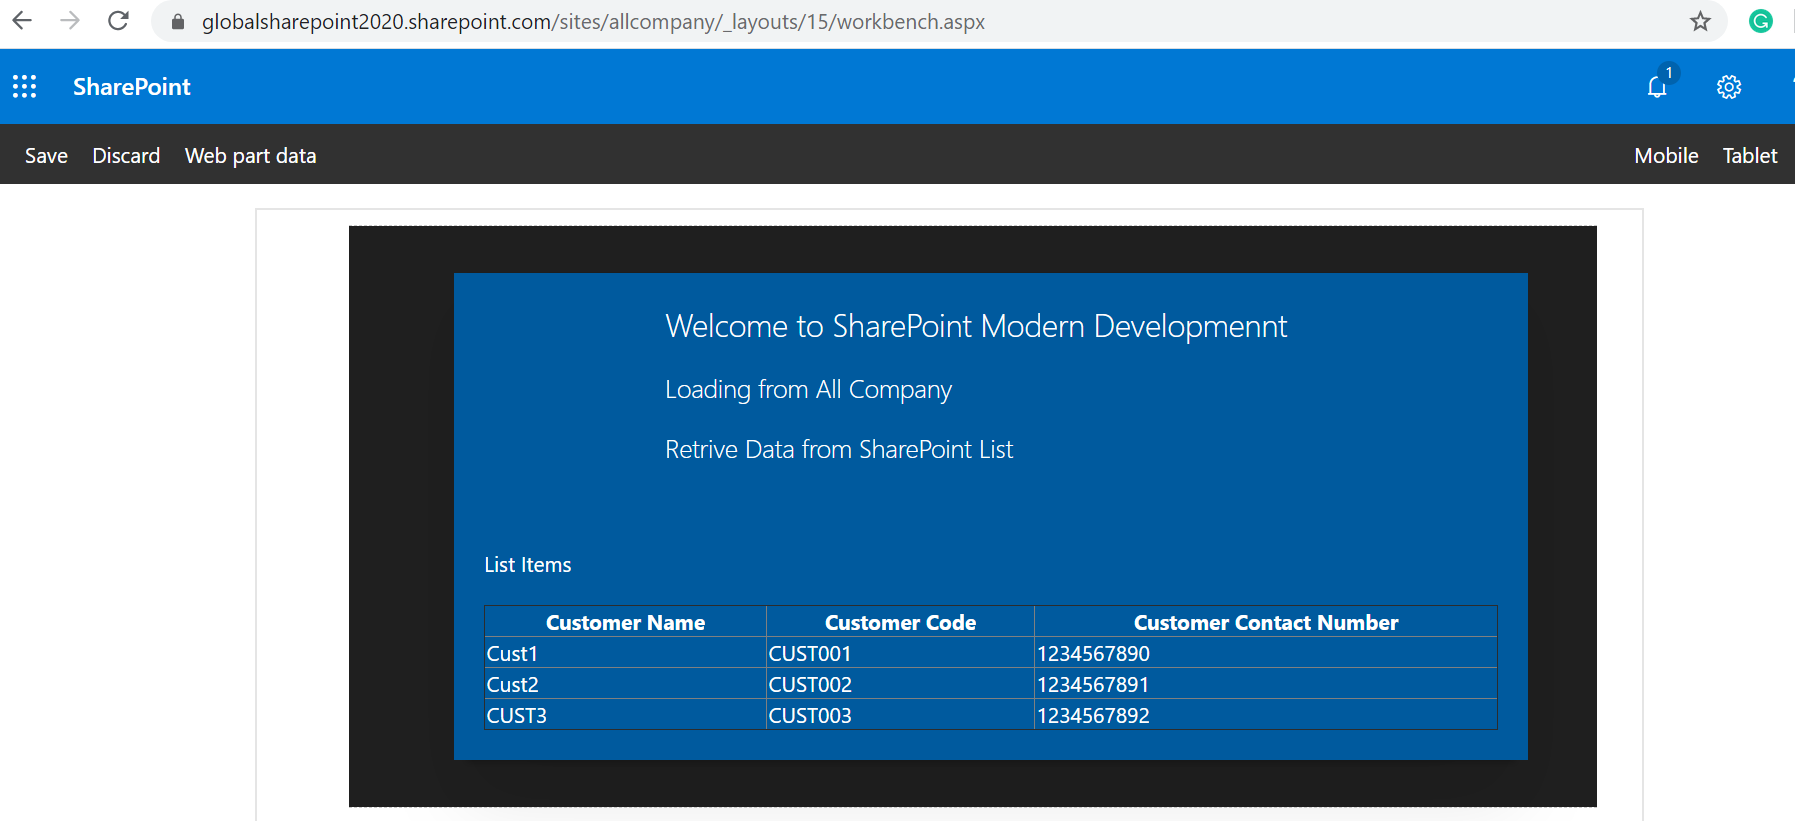 globalsharepoint2020.sharepoint.com/sites/allcompany/_layouts/15/workbench.aspx
SharePoint 1
Save Discard Web part data Mobile Tablet
Welcome to SharePoint Modern Developmennt
Loading from All Company
Retrive Data from SharePoint List
List Items
Customer Name Customer Code Customer Contact Number
Cust1 CUST001 1234567890
Cust2 CUST002 1234567891
CUST3 CUST003 1234567892